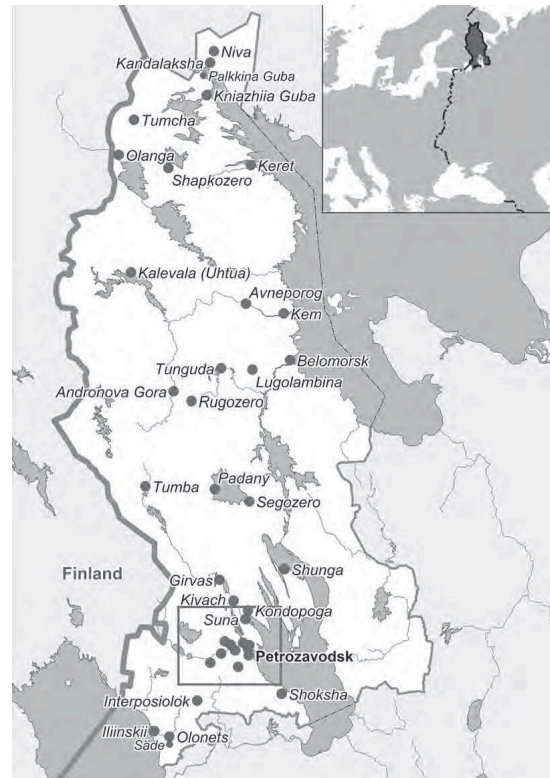 Niva
Kandalaksha
Palkkina Guba
Kniazhiia Guba
Tumcha
Olanga
Keret
Shapkozero
Kalevala (Uhtua)
Avneporog
Kem
Belomorsk
Tunguda
Lugolambina
Andronova Gora
Rugozero
Padany
Tumba
Segozero
Finland
Shunga
Girvas
Kivach
Kondopoga
Suna
Petrozavodsk
Shoksha
Interposiolok
Iliinskii
Olonets
Säde